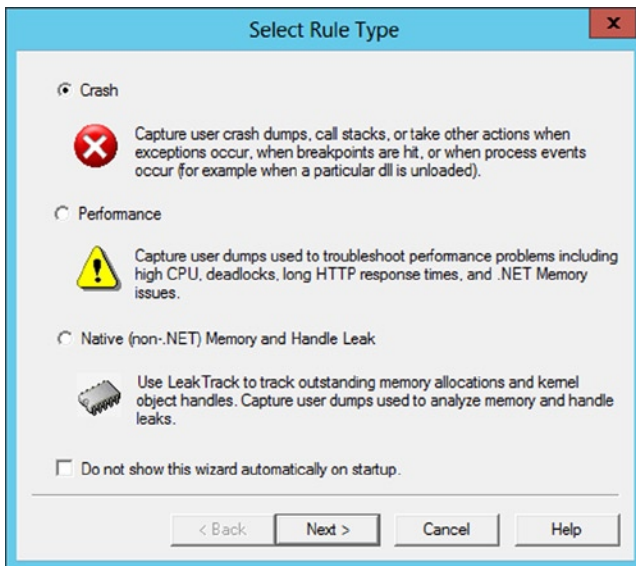 Select Rule Type
x
Crash
Capture user crash dumps, call stacks, or take other actions when
exceptions occur, when breakpoints are hit, or when process events
occur (for example when a particular dll is unloaded).
Performance
Capture user dumps used to troubleshoot performance problems including
high CPU, deadlocks, long HTTP response times, and .NET Memory
issues.
Native (non-.NET) Memory and Handle Leak
Use LeakTrack to track outstanding memory allocations and kernel
object handles. Capture user dumps used to analyze memory and handle
leaks.
Do not show this wizard automatically on startup.
< Back Next > Cancel Help